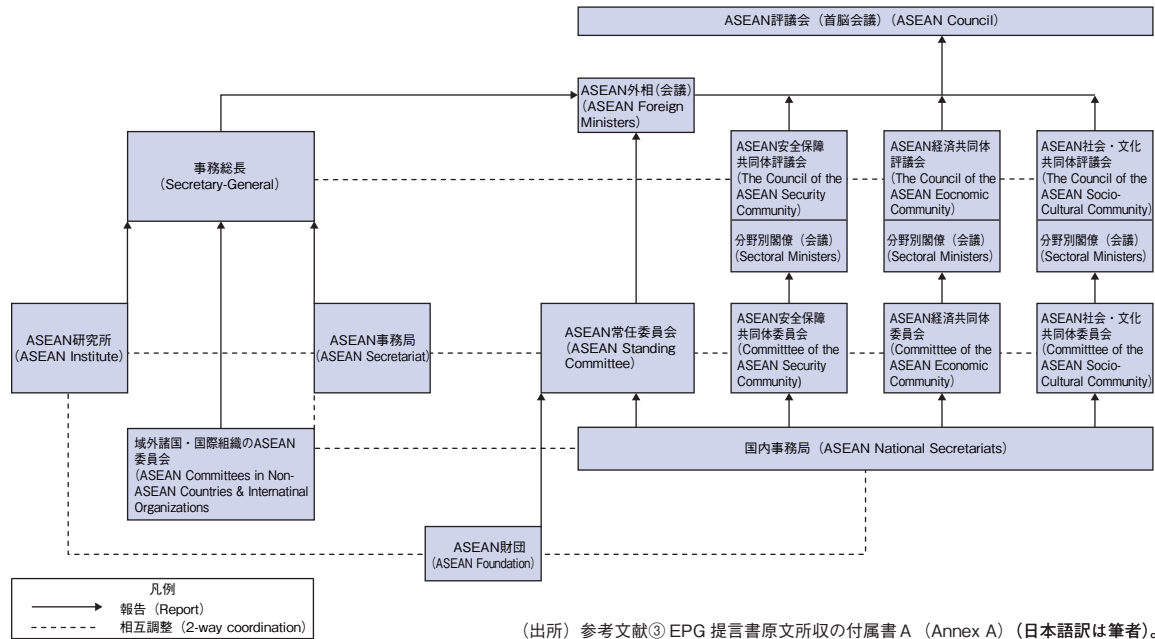 ASEAN評議会（首脳会議）(ASEAN Council)
ASEAN外相(会議)
(ASEAN Foreign
Ministers)
事務総長
(Secretary-General)
ASEAN安全保障
共同体評議会
(The Council of the
ASEAN Security
Community)
分野別閣僚（会議）
(Sectoral Ministers)
ASEAN経済共同体
評議会
(The Council of the
ASEAN Eocnomic
Community)
分野別閣僚（会議）
(Sectoral Ministers)
ASEAN社会・文化
共同体評議会
(The Council of the
ASEAN Socio-
Cultural Community)
分野別閣僚（会議）
(Sectoral Ministers)
ASEAN研究所
(ASEAN Institute)
ASEAN事務局
(ASEAN Secretariat)
ASEAN常任委員会
(ASEAN Standing
Committee)
ASEAN安全保障
共同体委員会
(Committtee of the
ASEAN Security
Community)
ASEAN経済共同体
委員会
(Committtee of the
ASEAN Economic
Community)
ASEAN社会・文化
共同体委員会
(Committtee of the
ASEAN Socio-
Cultural Community)
域外諸国・国際組織のASEAN
委員会
(ASEAN Committees in Non-
ASEAN Countries & Internatinal
Organizations
国内事務局（ASEAN National Secretariats）
ASEAN財団
(ASEAN Foundation)
凡例
報告（Report）
相互調整（2-way coordination）
（出所）参考文献③ EPG 提言書原文所収の付属書A（Annex A）（日本語訳は筆者）。